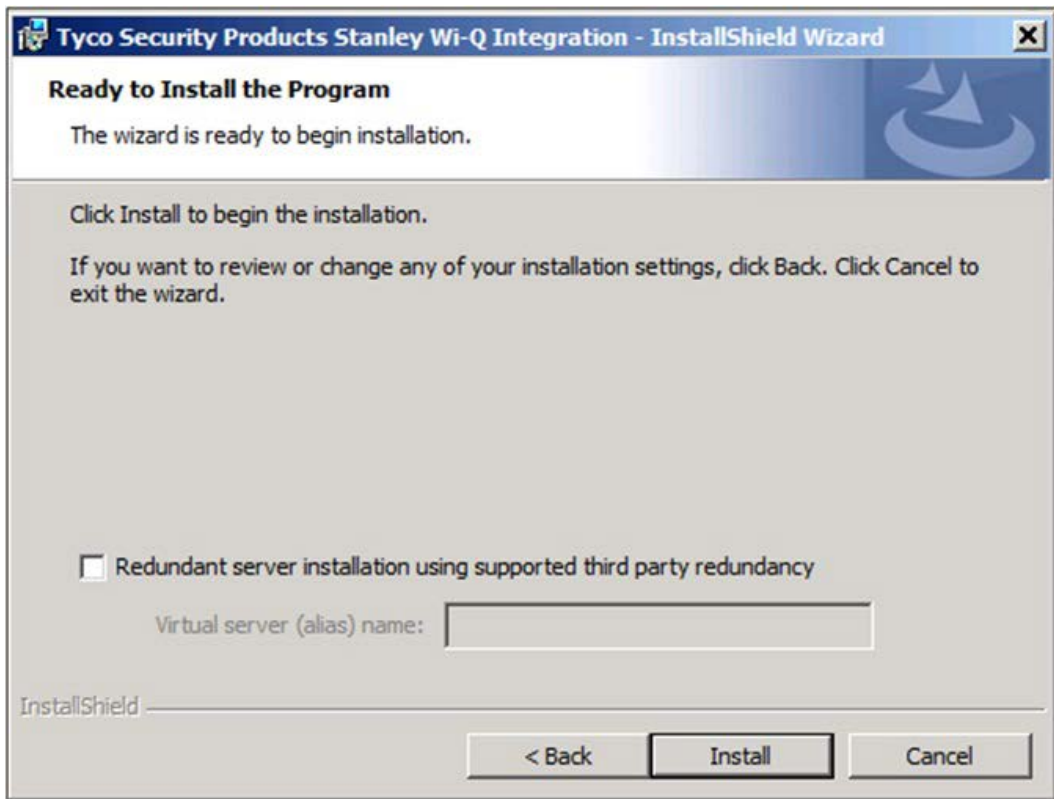 Tyco Security Products Stanley Wi-Q Integration - InstallShield Wizard
Ready to Install the Program
The wizard is ready to begin installation.
Click Install to begin the installation.
If you want to review or change any of your installation settings, click Back. Click Cancel to
exit the wizard.
Redundant server installation using supported third party redundancy
Virtual server (alias) name:
InstallShield
< Back
Install
Cancel